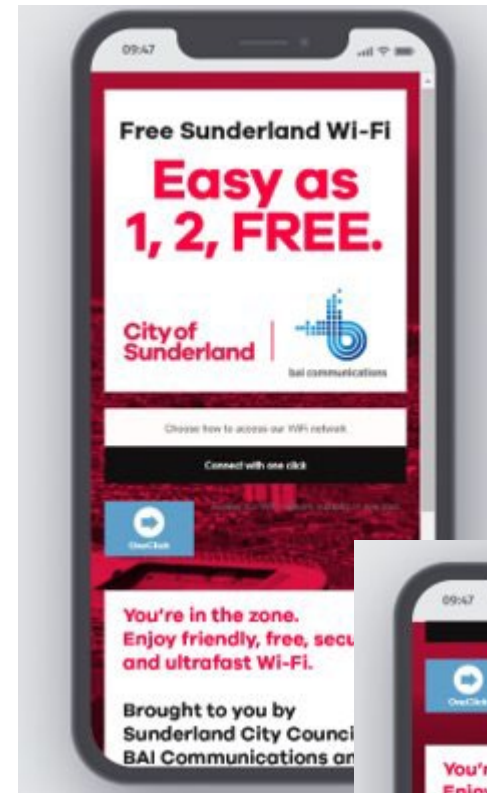 09:47
Free Sunderland Wi-Fi
Easy as
1, 2, FREE.
City of
Sunderland
bai communications
Choose how to access our WiFi network
Connect with one click
OneClick
You're in the zone.
Enjoy friendly, free, secu
and ultrafast Wi-Fi.
Brought to you by
Sunderland City Counci
BAI Communications an
09:47
OneClick
You'r
Enjoy